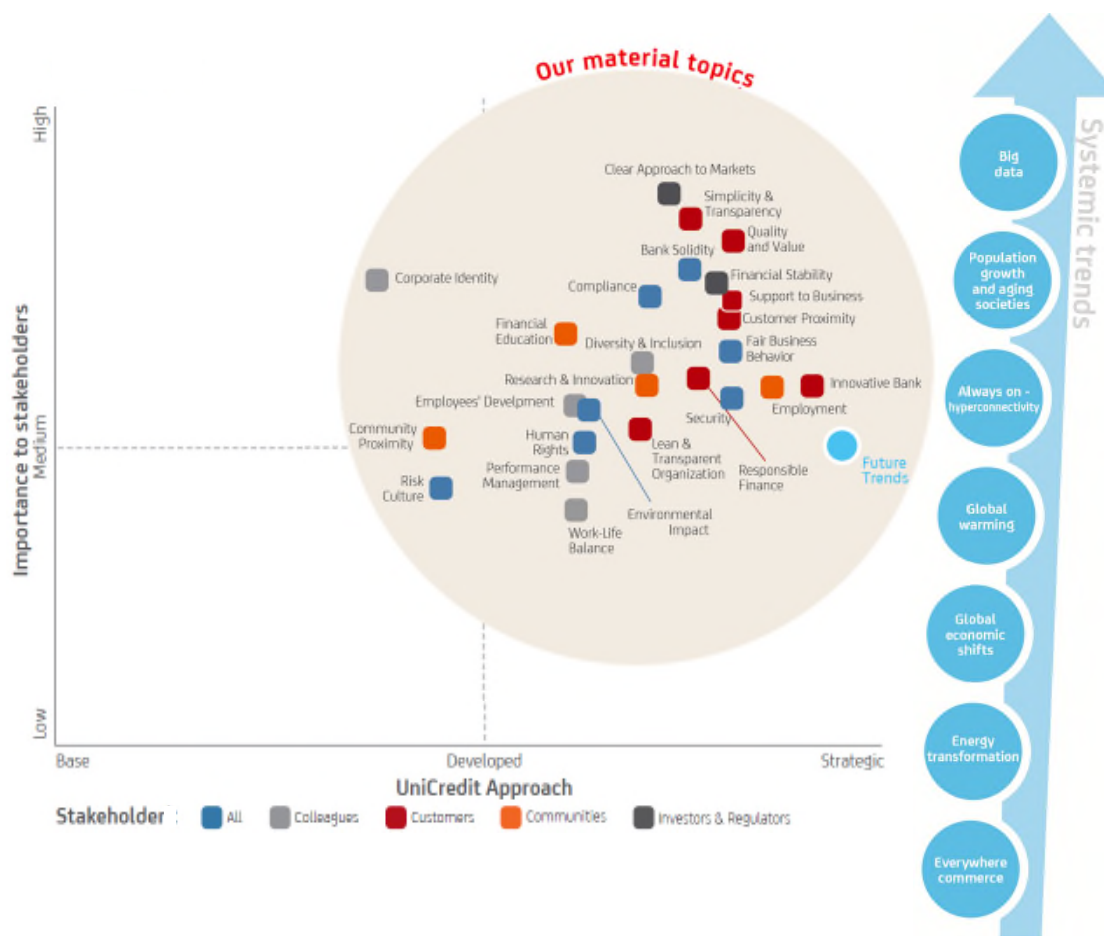 Our material topics
High
Medium
Low
Importance to stakeholders
Clear Approach to Markets
Simplicity &
Transparency
Quality
and Value
Bank Solidity
Financial Stability
Corporate Identity
Compliance
Support to Business
Customer Proximity
Financial
Education
Diversity & Inclusion
Fair Business
Behavior
Research & Innovation
Innovative Bank
Employees' Develpment
Security
Employment
Community
Proximity
Human
Rights
Lean &
Transparent
Organization
Responsible
Finance
Future
Trends
Performance
Management
Risk
Culture
Environmental
Impact
Work-Life
Balance
Base
Developed
Strategic
UniCredit Approach
Stakeholder :
All
Colleagues
Customers
Communities
Investors & Regulators
Systemic trends
Big
data
Population
growth
and aging
societies
Always on -
hyperconnectivity
Global
warming
Global
economic
shifts
Energy
transformation
Everywhere
commerce